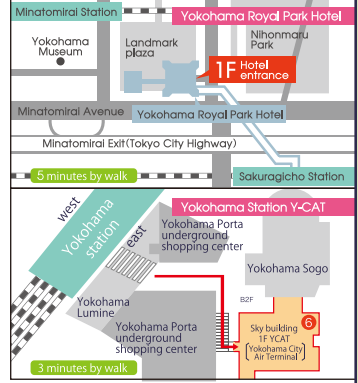 Minatomirai Station
Yokohama Royal Park Hotel
Yokohama
Museum
Landmark
plaza
Nihonmaru
Park
1F Hotel
entrance
Minatomirai Avenue
Yokohama Royal Park Hotel
Minatomirai Exit(Tokyo City Highway)
5 minutes by walk
Sakuragicho Station
Yokohama Station Y-CAT
west
Yokohama
station
east
Yokohama Porta
underground
shopping center
Yokohama Sogo
Yokohama
Lumine
B2F
Yokohama Porta
underground
shopping center
6
Sky building
1F YCAT
(Yokohama City
Air Terminal)
3 minutes by walk